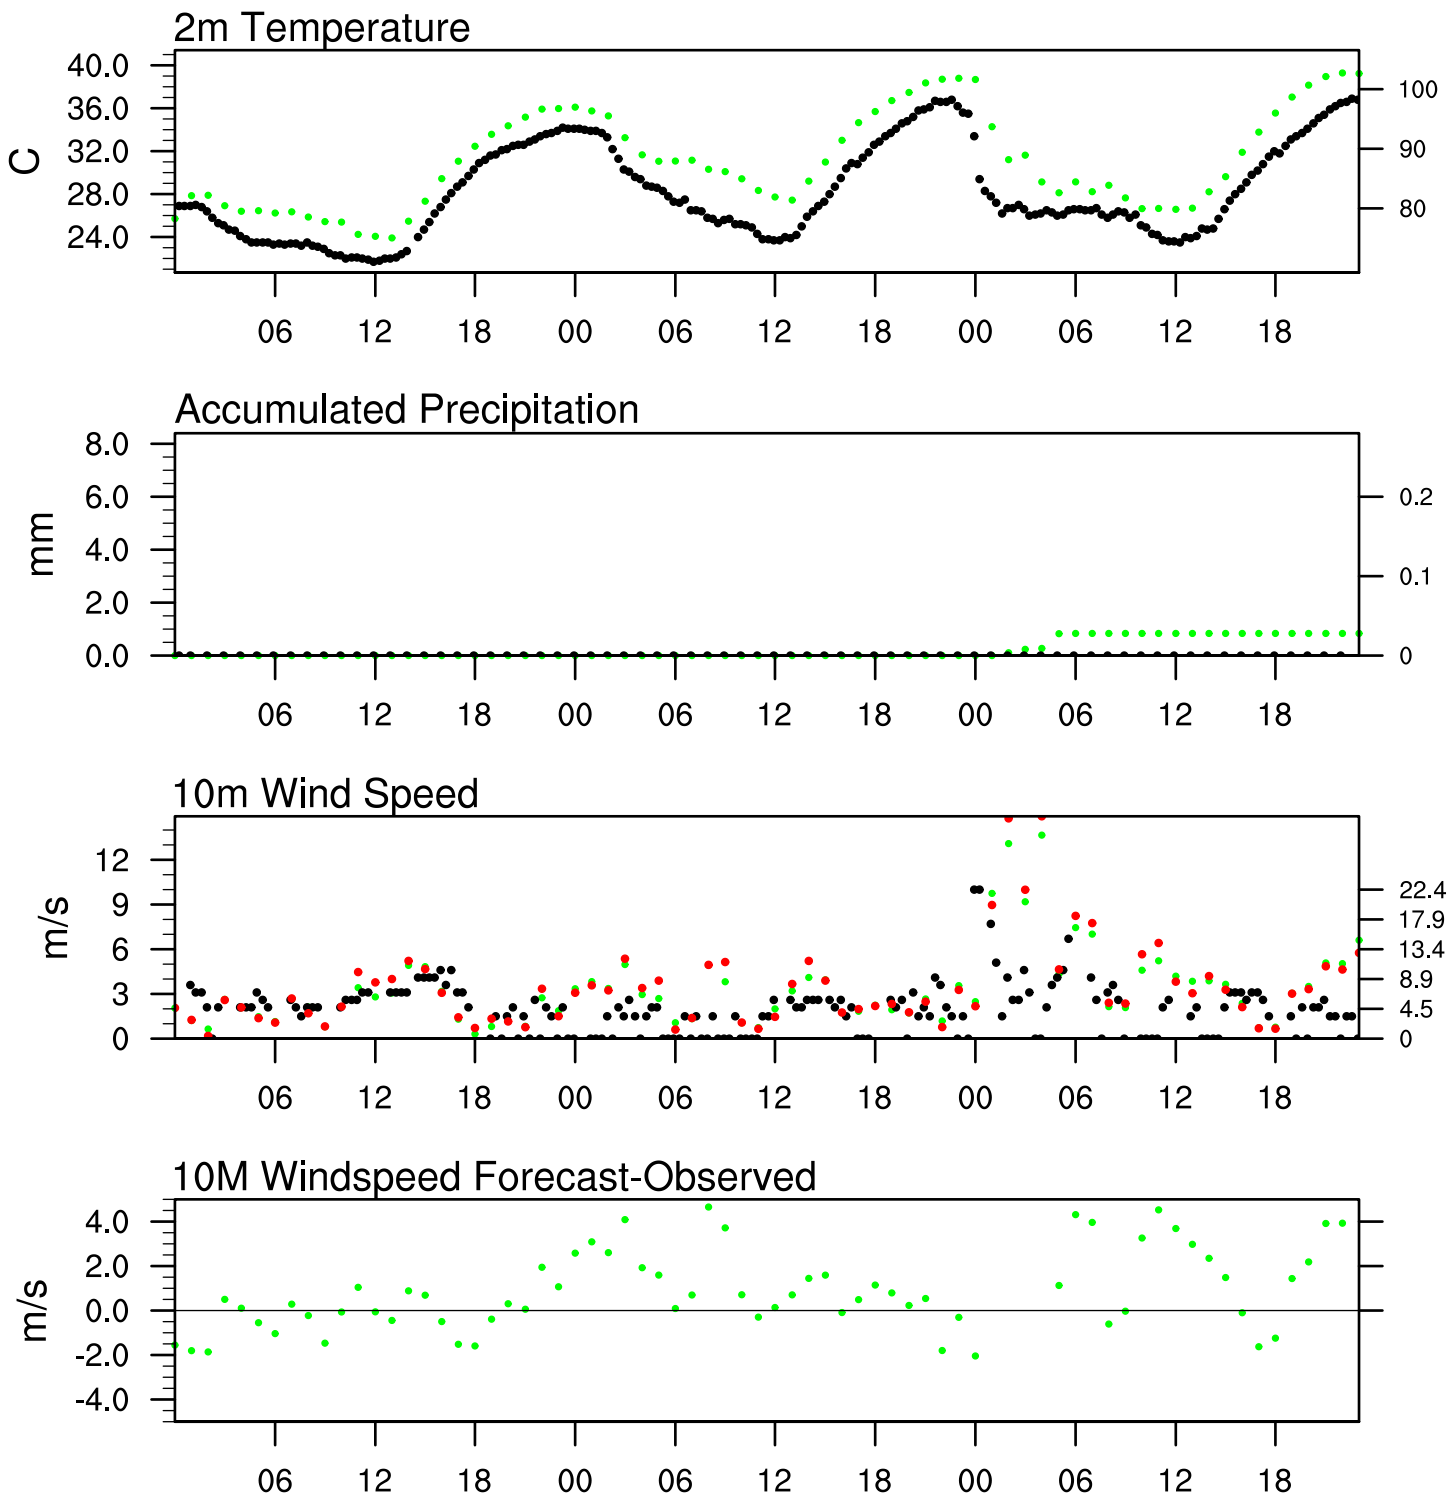 2m Temperature
40.0
36.0
32.0
28.0
24.0
C
100
90
80
06 12 18 00 06 12 18 00 06 12 18
Accumulated Precipitation
8.0
6.0
4.0
2.0
0.0
mm
0.2
0.1
0
06 12 18 00 06 12 18 00 06 12 18
10m Wind Speed
12
9
6
3
0
m/s
22.4
17.9
13.4
8.9
4.5
0
06 12 18 00 06 12 18 00 06 12 18
10M Windspeed Forecast-Observed
4.0
2.0
0.0
-2.0
-4.0
m/s
06 12 18 00 06 12 18 00 06 12 18